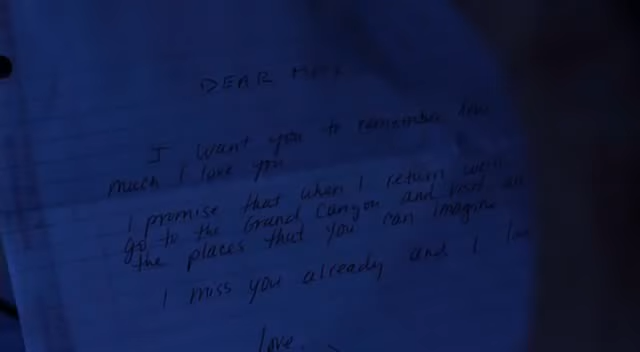 DEAR
I want you to remember how
much I love you
I promise that when I return we'll
go to the Grand Canyon and visit all
the places that you can imagine
I miss you already and I
love,